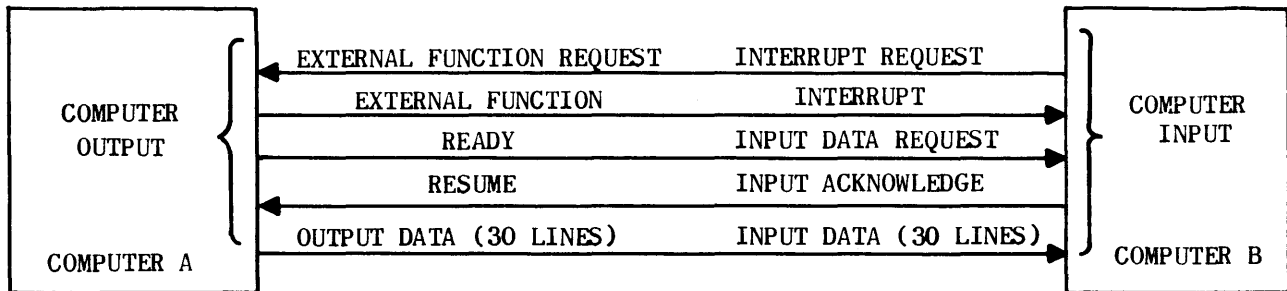 EXTERNAL FUNCTION REQUEST INTERRUPT REQUEST
EXTERNAL FUNCTION INTERRUPT
COMPUTER OUTPUT
COMPUTER INPUT
READY INPUT DATA REQUEST
RESUME INPUT ACKNOWLEDGE
OUTPUT DATA (30 LINES) INPUT DATA (30 LINES)
COMPUTER A
COMPUTER B